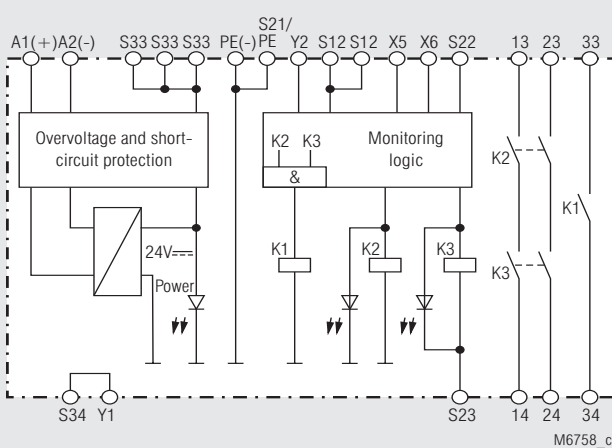 S21/
A1(+) A2(-) S33 S33 S33 PE(-) PE Y2 S12 S12 X5 X6 S22 13 23 33
Overvoltage and short-
circuit protection
K2 K3
&
Monitoring
logic
K2
K1
24V
K1 K2 K3
K3
Power
S34 Y1 S23 14 24 34